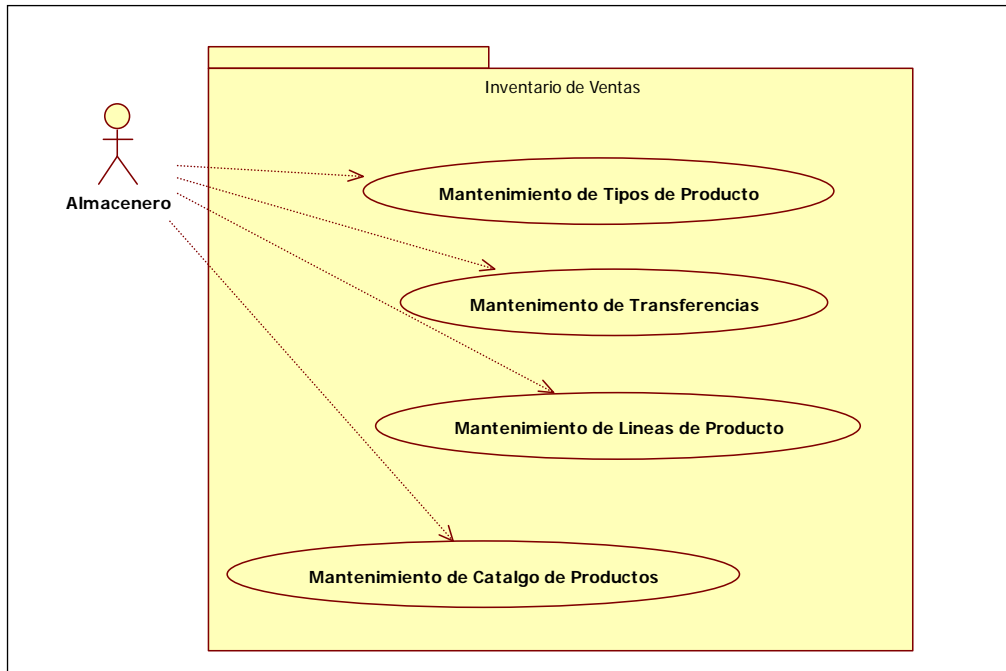 Inventario de Ventas
Almacenero
Mantenimiento de Tipos de Producto
Mantenimento de Transferencias
Mantenimiento de Lineas de Producto
Mantenimiento de Catalgo de Productos